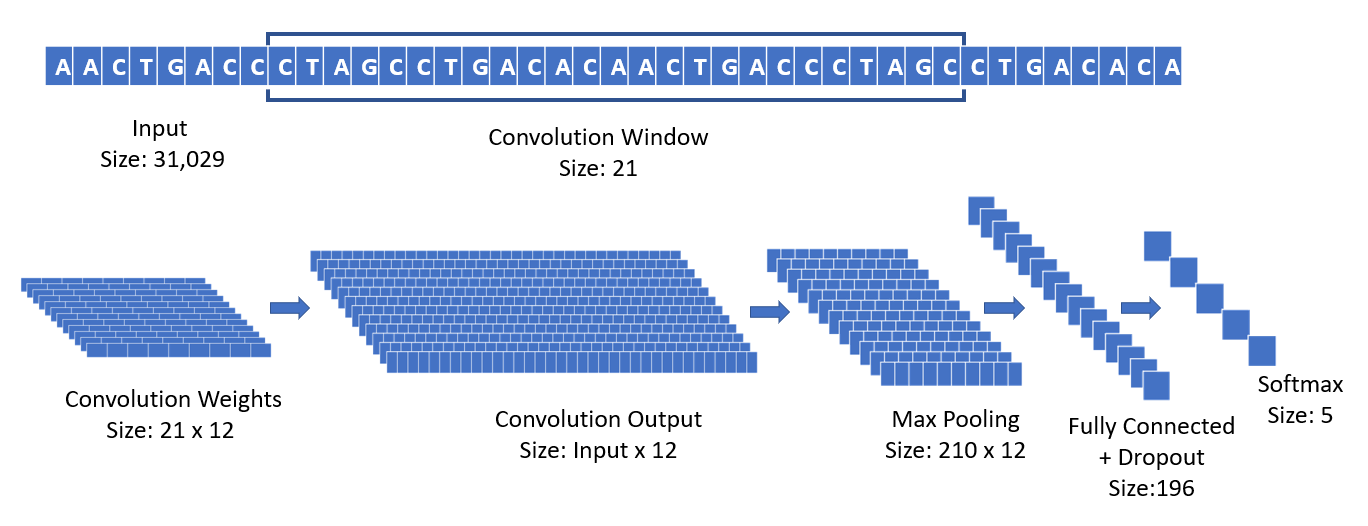 A A C T G A C C C T A G C C T G A C A C A A C T G A C C C T A G C C T G A C A C A
Input
Size: 31,029
Convolution Window
Size: 21
Convolution Weights
Size: 21 x 12
Convolution Output
Size: Input x 12
Max Pooling
Size: 210 x 12
Fully Connected
+ Dropout
Size:196
Softmax
Size: 5